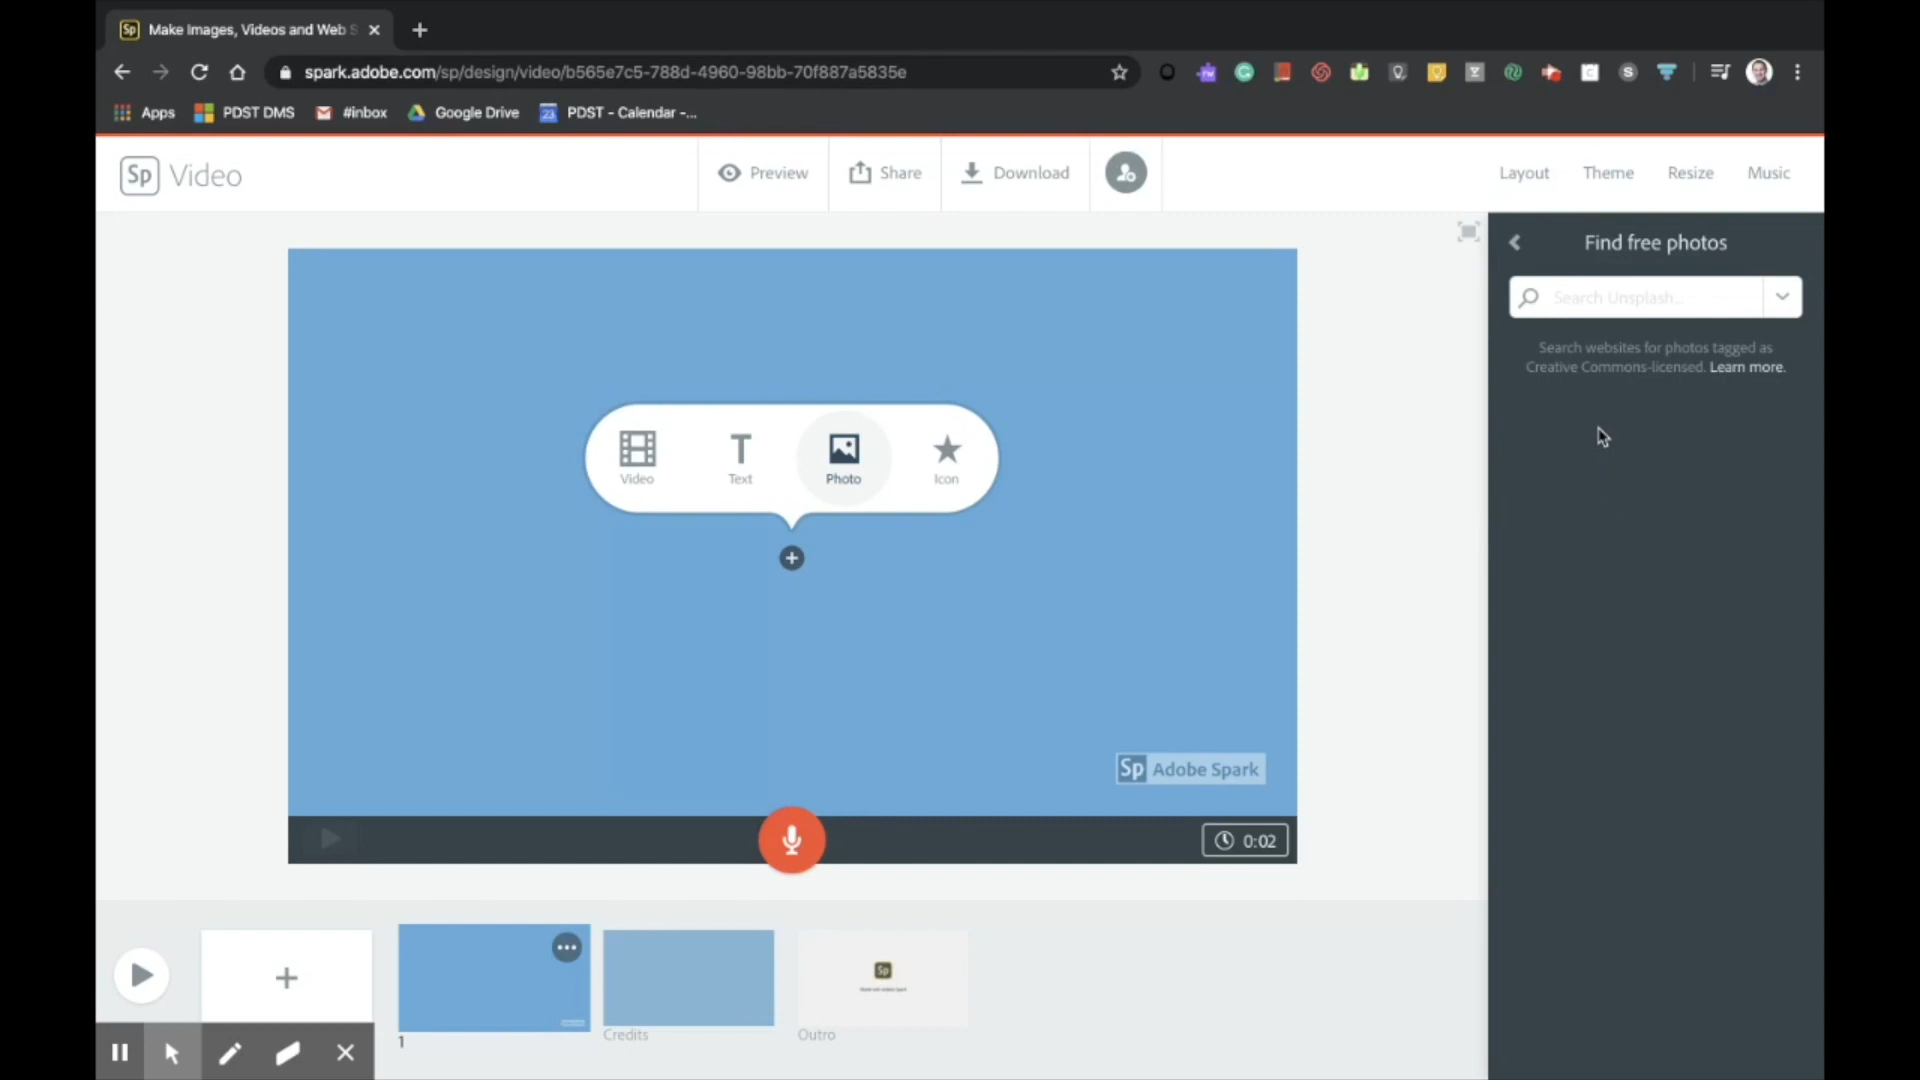 Sp Make Images, Videos and Web S
spark.adobe.com/sp/design/video/b565e7c5-788d-4960-98bb-70f887a5835e
Apps PDST DMS #inbox Google Drive 23 PDST - Calendar -...
Sp Video
Preview Share Download
Layout Theme Resize Music
Find free photos
Search Unsplash...
Search websites for photos tagged as
Creative Commons-licensed. Learn more.
Video Text Photo Icon
Sp Adobe Spark
0:02
Sp
1
Credits
Outro